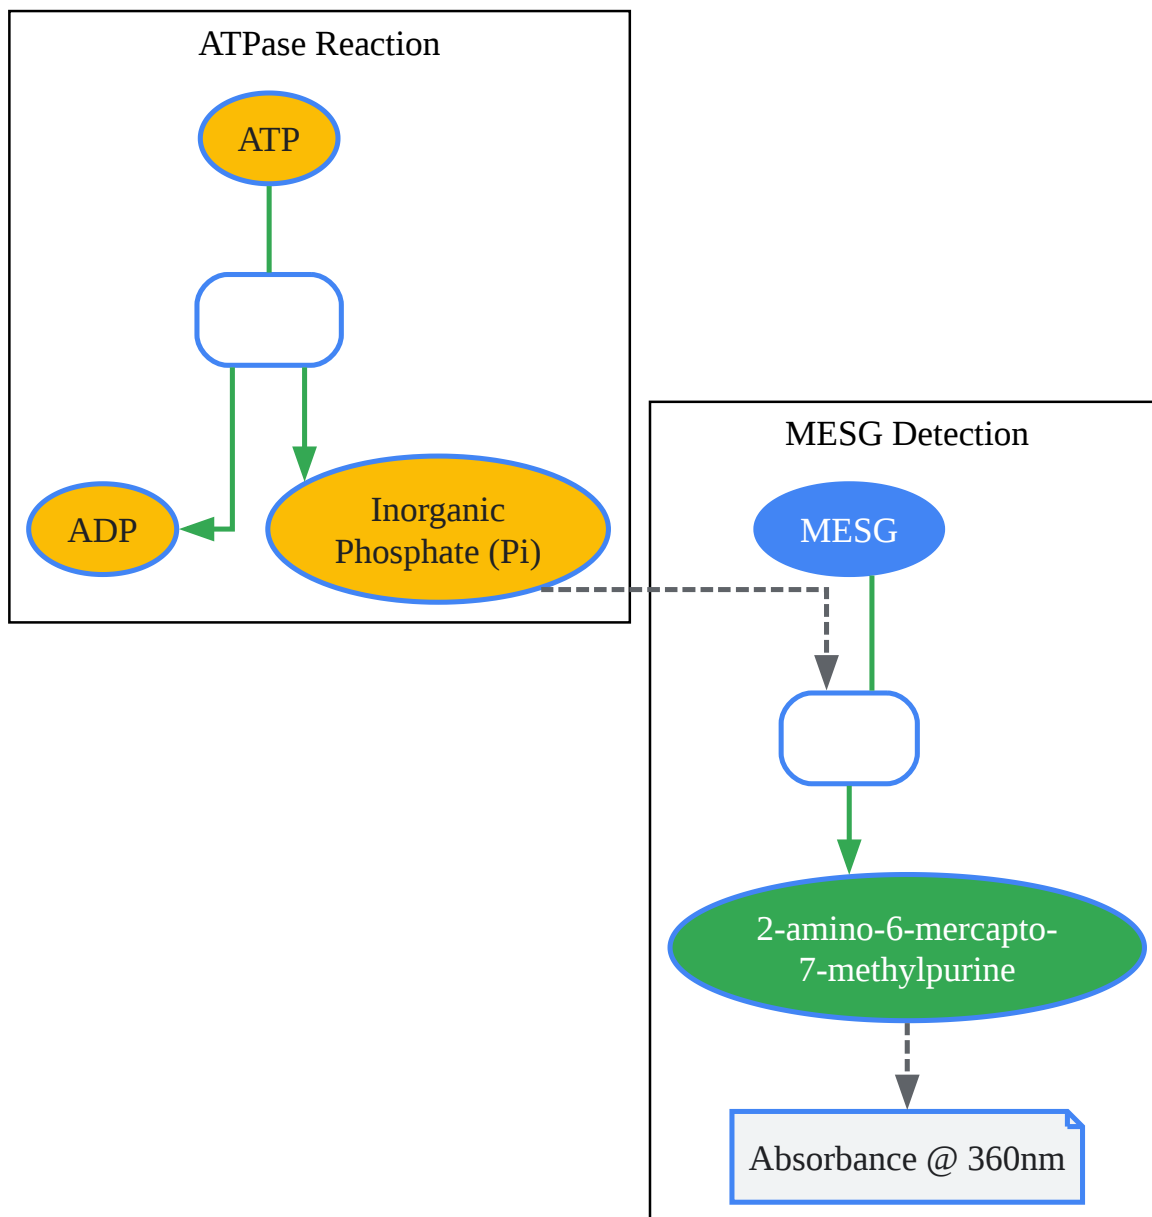 ATPase Reaction
ATP
ADP
Inorganic
Phosphate (Pi)
MESG Detection
MESG
2-amino-6-mercapto-
7-methylpurine
Absorbance @ 360nm